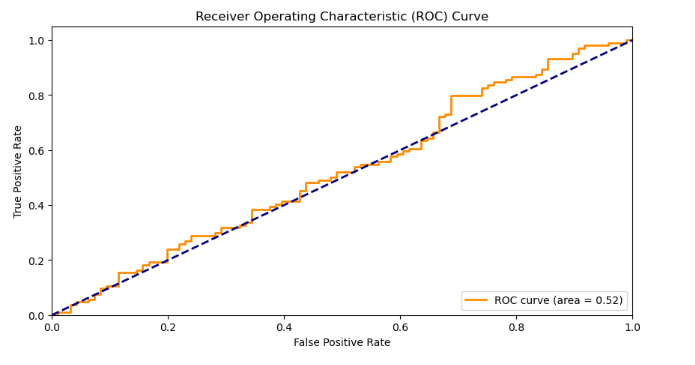 Receiver Operating Characteristic (ROC) Curve
True Positive Rate
1.0
0.8
0.6
0.4
0.2
0.0
ROC curve (area = 0.52)
0.0 0.2 0.4 0.6 0.8 1.0
False Positive Rate